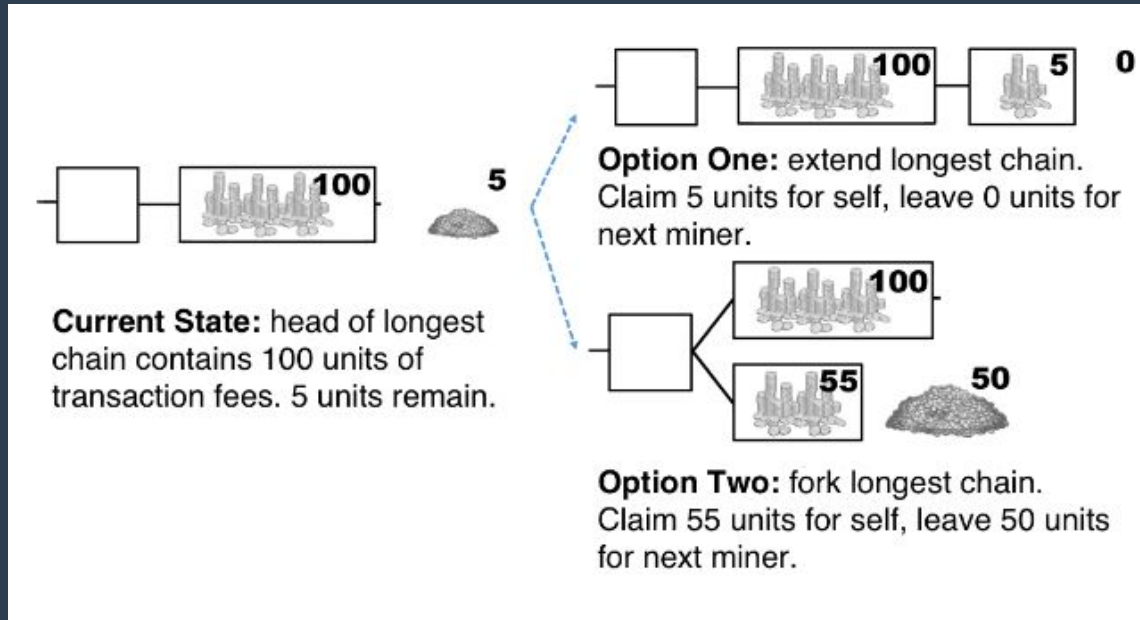 100
5
Current State: head of longest
chain contains 100 units of
transaction fees. 5 units remain.
100
5
0
Option One: extend longest chain.
Claim 5 units for self, leave 0 units for
next miner.
100
55
50
Option Two: fork longest chain.
Claim 55 units for self, leave 50 units
for next miner.